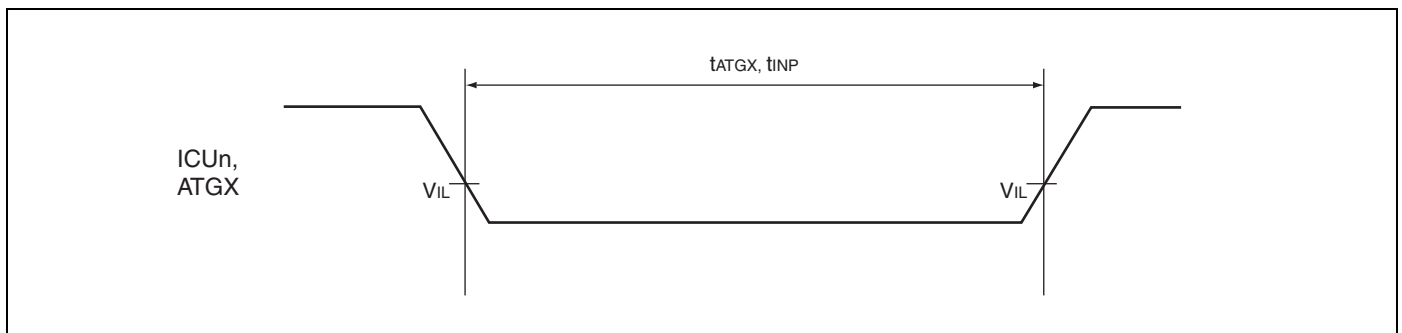 tATGX, tINP
ICUn,
ATGX
VIL
VIL